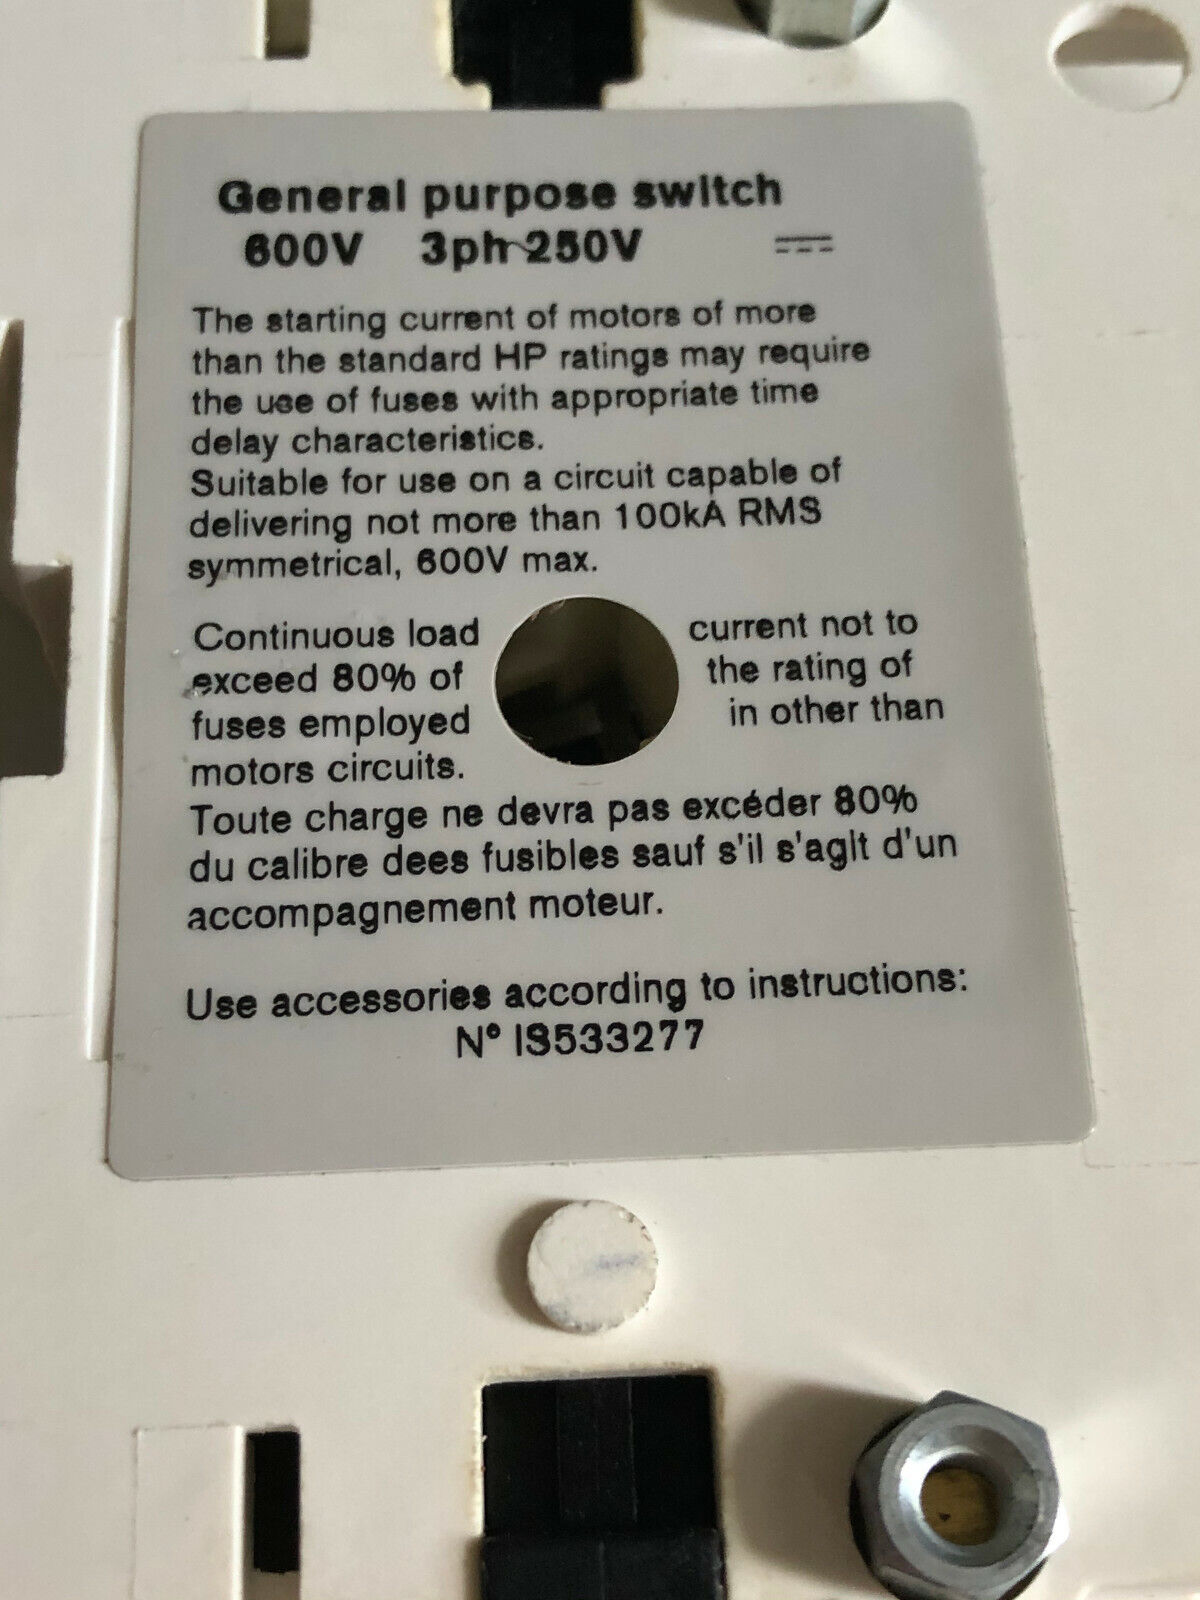 General purpose switch
600V 3ph~250V ⎓
The starting current of motors of more
than the standard HP ratings may require
the use of fuses with appropriate time
delay characteristics.
Suitable for use on a circuit capable of
delivering not more than 100kA RMS
symmetrical, 600V max.
Continuous load current not to
exceed 80% of the rating of
fuses employed in other than
motors circuits.
Toute charge ne devra pas excéder 80%
du calibre dees fusibles sauf s'il s'agit d'un
accompagnement moteur.
Use accessories according to instructions:
N° IS533277